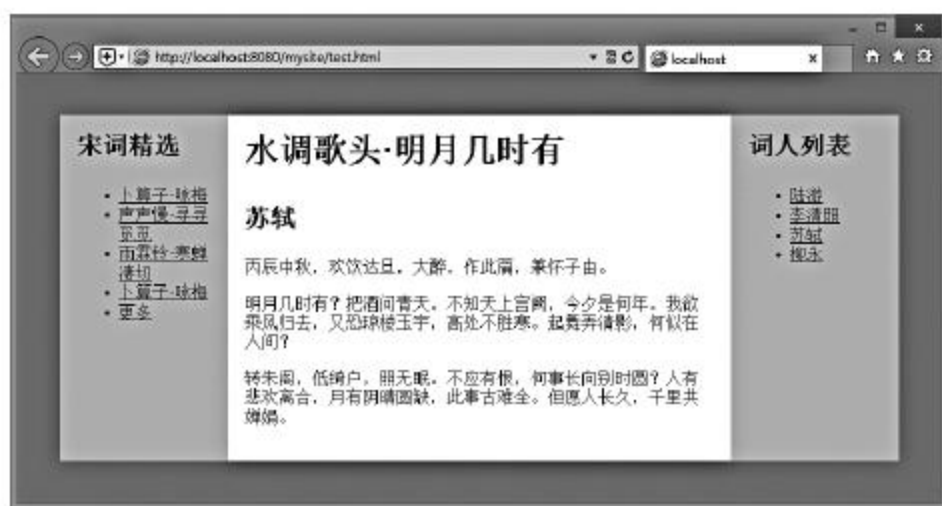 http://localhost:8080/mysite/test.html
localhost
宋词精选
卜算子·咏梅
声声慢·寻寻
觅觅
雨霖铃·寒蝉
凄切
卜算子·咏梅
更多
水调歌头·明月几时有
苏轼
丙辰中秋，欢饮达旦，大醉，作此篇，兼怀子由。
明月几时有？把酒问青天。不知天上宫阙，今夕是何年。我欲
乘风归去，又恐琼楼玉宇，高处不胜寒。起舞弄清影，何似在
人间？
转朱阁，低绮户，照无眠。不应有恨，何事长向别时圆？人有
悲欢离合，月有阴晴圆缺，此事古难全。但愿人长久，千里共
婵娟。
词人列表
陆游
李清照
苏轼
柳永